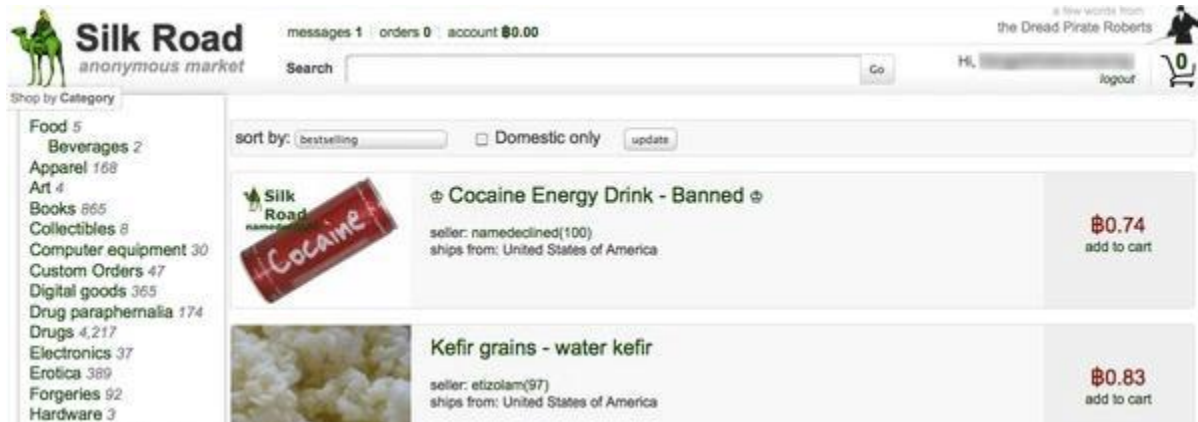 a few words from
the Dread Pirate Roberts
Silk Road
anonymous market
messages 1 orders 0 account ฿0.00
Search
Go
Hi,
logout
0
Shop by Category
Food 5
Beverages 2
Apparel 168
Art 4
Books 865
Collectibles 8
Computer equipment 30
Custom Orders 47
Digital goods 365
Drug paraphernalia 174
Drugs 4,217
Electronics 37
Erotica 389
Forgeries 92
Hardware 3
sort by: bestselling Domestic only update
Silk
Road
Cocaine
♔ Cocaine Energy Drink - Banned ♔
seller: namedeclined(100)
ships from: United States of America
฿0.74
add to cart
Kefir grains - water kefir
seller: etizolam(97)
ships from: United States of America
฿0.83
add to cart